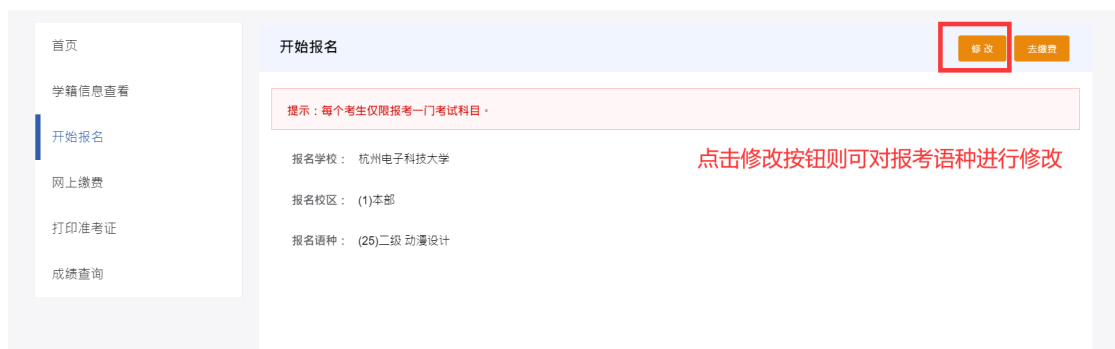 首页
学籍信息查看
开始报名
网上缴费
打印准考证
成绩查询
开始报名
修 改
去缴费
提示：每个考生仅限报考一门考试科目。
报名学校： 杭州电子科技大学
点击修改按钮则可对报考语种进行修改
报名校区： (1)本部
报名语种： (25)二级 动漫设计